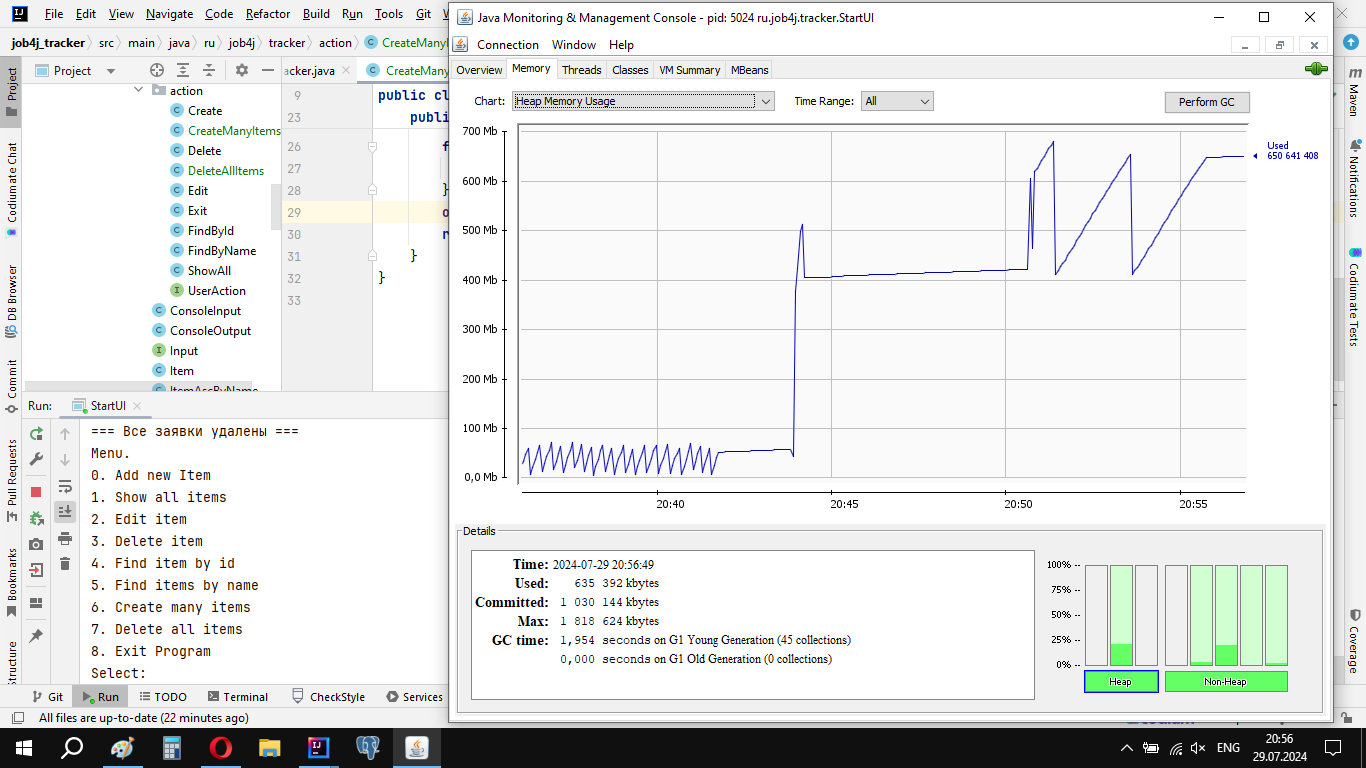 File Edit View Navigate Code Refactor Build Run Tools Git
Java Monitoring & Management Console - pid: 5024 ru.job4j.tracker.StartUI
Connection Window Help
job4j_tracker src main java ru job4j tracker action CreateMany
Project
acker.java CreateMany
Overview Memory Threads Classes VM Summary MBeans
Chart: Heap Memory Usage Time Range: All Perform GC
action
Create
CreateManyItems
Delete
DeleteAllItems
Edit
Exit
FindById
FindByName
ShowAll
UserAction
ConsoleInput
ConsoleOutput
Input
Item
ItemAscByName
9 public cl
23 publi
26 f
27
28 }
29 o
30 r
31 }
32 }
33
700 Mb
600 Mb
500 Mb
400 Mb
300 Mb
200 Mb
100 Mb
0,0 Mb
Used
650 641 408
20:40 20:45 20:50 20:55
Project
Codiumate Chat
DB Browser
Commit
Pull Requests
Bookmarks
Structure
Maven
Notifications
Codiumate Tests
Coverage
Run: StartUI
=== Все заявки удалены ===
Menu.
0. Add new Item
1. Show all items
2. Edit item
3. Delete item
4. Find item by id
5. Find items by name
6. Create many items
7. Delete all items
8. Exit Program
Select:
Details
Time: 2024-07-29 20:56:49
Used: 635 392 kbytes
Committed: 1 030 144 kbytes
Max: 1 818 624 kbytes
GC time: 1,954 seconds on G1 Young Generation (45 collections)
0,000 seconds on G1 Old Generation (0 collections)
100% --
75% --
50% --
25% --
0% --
Heap Non-Heap
Git Run TODO Terminal CheckStyle Services
All files are up-to-date (22 minutes ago)
ENG
20:56
29.07.2024